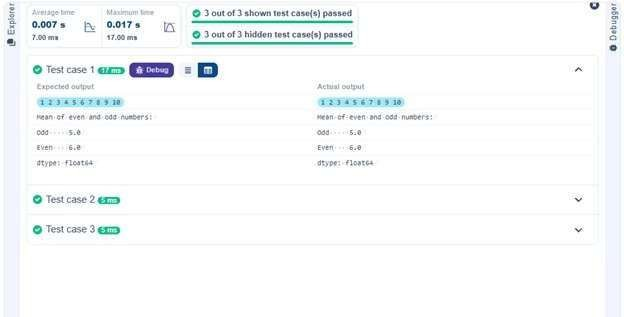 Explorer
Average time
0.007 s
7.00 ms
Maximum time
0.017 s
17.00 ms
3 out of 3 shown test case(s) passed
3 out of 3 hidden test case(s) passed
Debugger
Test case 1 17 ms Debug
Expected output
1 2 3 4 5 6 7 8 9 10
Mean·of·even·and·odd·numbers:·
Odd·····5.0
Even····6.0
dtype:·float64·
Actual output
1 2 3 4 5 6 7 8 9 10
Mean·of·even·and·odd·numbers:·
Odd·····5.0
Even····6.0
dtype:·float64·
Test case 2 5 ms
Test case 3 5 ms